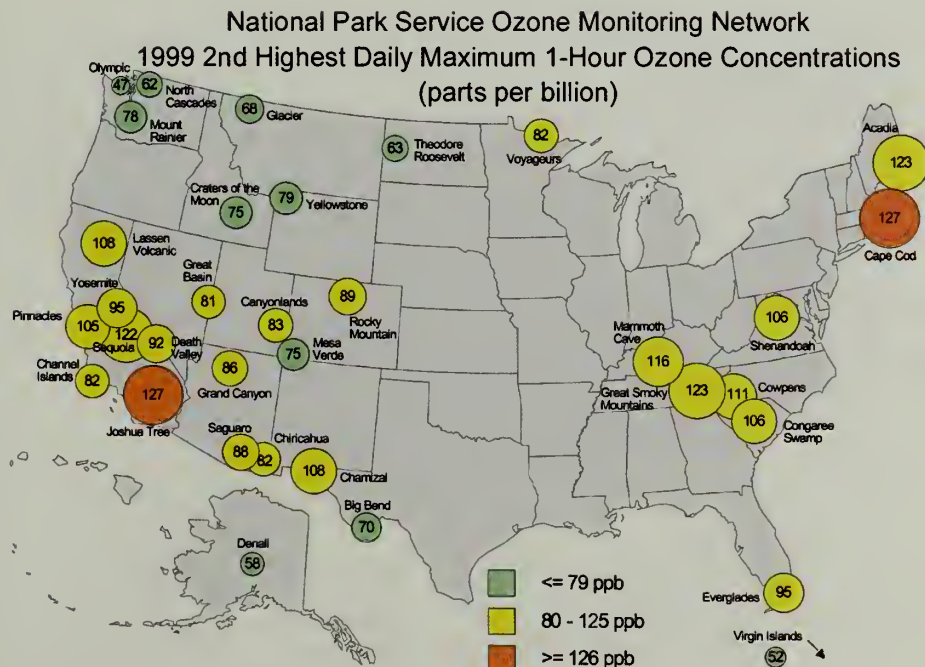 National Park Service Ozone Monitoring Network
1999 2nd Highest Daily Maximum 1-Hour Ozone Concentrations
(parts per billion)
Olympic
47
62
North
Cascades
78
Mount
Rainier
68
Glacier
63
Theodore
Roosevelt
82
Voyageurs
Acadia
123
127
Cape Cod
Craters of the
Moon
75
79
Yellowstone
108
Lassen
Volcanic
Great
Basin
81
Yosemite
95
Pinnacles
105
122
Sequoia
92
Death
Valley
Canyonlands
83
89
Rocky
Mountain
75
Mesa
Verde
86
Grand Canyon
Channel
Islands
82
127
Joshua Tree
106
Shenandoah
Mammoth
Cave
116
Great Smoky
Mountains
123
111
Cowpens
106
Congaree
Swamp
Saguaro
88
Chiricahua
82
108
Chamizal
Big Bend
70
Denali
58
Everglades
95
Virgin Islands
52
<= 79 ppb
80 - 125 ppb
>= 126 ppb